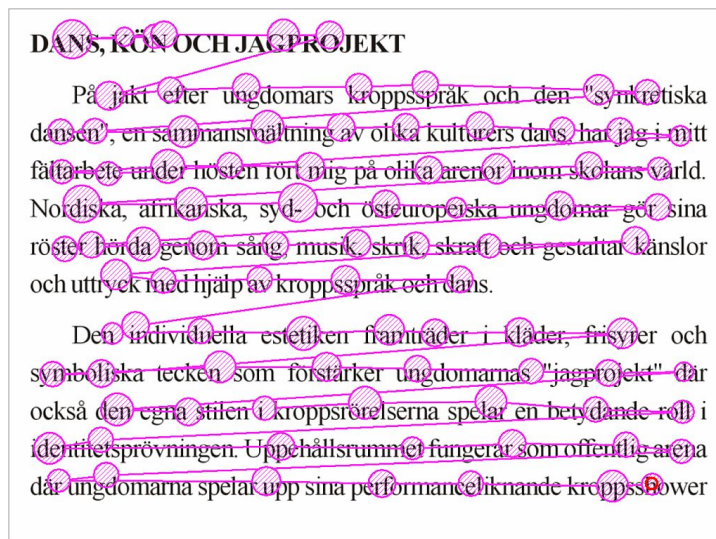 DANS, KÖN OCH JAGPROJEKT
På jakt efter ungdomars kroppsspråk och den "synkretiska
dansen", en sammansmältning av olika kulturers dans, har jag i mitt
fältarbete under hösten rört mig på olika arenor inom skolans värld.
Nordiska, afrikanska, syd- och östeuropeiska ungdomar gör sina
röster hörda genom sång, musik, skrik, skratt och gestaltar känslor
och uttryck med hjälp av kroppsspråk och dans.
Den individuella estetiken framträder i kläder, frisyrer och
symboliska tecken som förstärker ungdomarnas "jagprojekt" där
också den egna stilen i kroppsrörelserna spelar en betydande roll i
identitetsprövningen. Uppehållsrummet fungerar som offentlig arena
där ungdomarna spelar upp sina performanceliknande kroppsshower